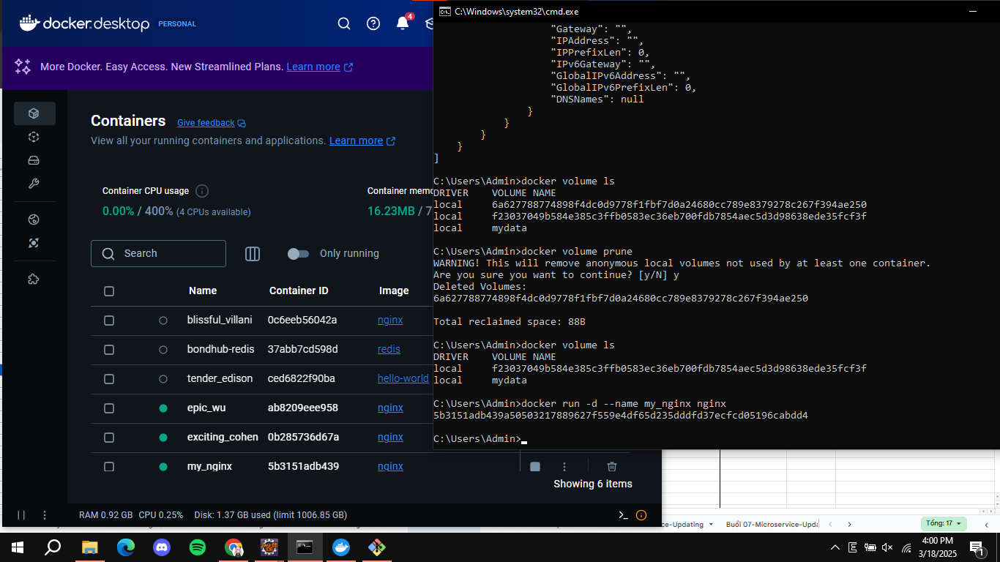 docker.desktop PERSONAL
4
More Docker. Easy Access. New Streamlined Plans. Learn more
Containers Give feedback
View all your running containers and applications. Learn more
Container CPU usage
0.00% / 400% (4 CPUs available)
Container memo
16.23MB / 7
Search
Only running
Name Container ID Image
blissful_villani 0c6eeb56042a nginx
bondhub-redis 37abb7cd598d redis
tender_edison ced6822f90ba hello-world
epic_wu ab8209eee958 nginx
exciting_cohen 0b285736d67a nginx
my_nginx 5b3151adb439 nginx
Showing 6 items
RAM 0.92 GB CPU 0.25% Disk: 1.37 GB used (limit 1006.85 GB)
C:\Windows\system32\cmd.exe
"Gateway": "",
"IPAddress": "",
"IPPrefixLen": 0,
"IPv6Gateway": "",
"GlobalIPv6Address": "",
"GlobalIPv6PrefixLen": 0,
"DNSNames": null
}
}
}
}
]
C:\Users\Admin>docker volume ls
DRIVER VOLUME NAME
local 6a627788774898f4dc0d9778f1fbf7d0a24680cc789e8379278c267f394ae250
local f23037049b584e385c3ffb0583ec36eb700fdb7854aec5d3d98638ede35fcf3f
local mydata
C:\Users\Admin>docker volume prune
WARNING! This will remove anonymous local volumes not used by at least one container.
Are you sure you want to continue? [y/N] y
Deleted Volumes:
6a627788774898f4dc0d9778f1fbf7d0a24680cc789e8379278c267f394ae250
Total reclaimed space: 88B
C:\Users\Admin>docker volume ls
DRIVER VOLUME NAME
local f23037049b584e385c3ffb0583ec36eb700fdb7854aec5d3d98638ede35fcf3f
local mydata
C:\Users\Admin>docker run -d --name my_nginx nginx
5b3151adb439a50503217889627f559e4df65d235dddfd37ecfcd05196cabdd4
C:\Users\Admin>
ce-Updating Buổi 07-Microservice-Upda Tổng: 17
4:00 PM
3/18/2025
1